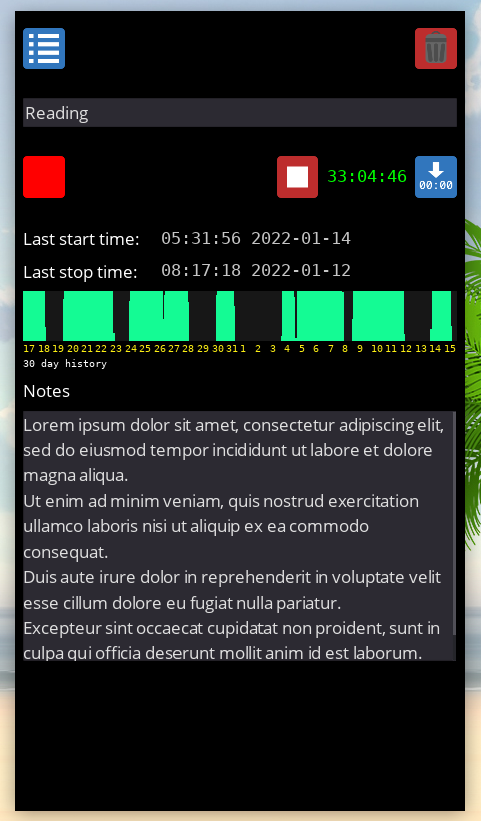 Reading
33:04:46
00:00
Last start time: 05:31:56 2022-01-14
Last stop time: 08:17:18 2022-01-12
17 18 19 20 21 22 23 24 25 26 27 28 29 30 31 1 2 3 4 5 6 7 8 9 10 11 12 13 14 15
30 day history
Notes
Lorem ipsum dolor sit amet, consectetur adipiscing elit,
sed do eiusmod tempor incididunt ut labore et dolore
magna aliqua.
Ut enim ad minim veniam, quis nostrud exercitation
ullamco laboris nisi ut aliquip ex ea commodo
consequat.
Duis aute irure dolor in reprehenderit in voluptate velit
esse cillum dolore eu fugiat nulla pariatur.
Excepteur sint occaecat cupidatat non proident, sunt in
culpa qui officia deserunt mollit anim id est laborum.